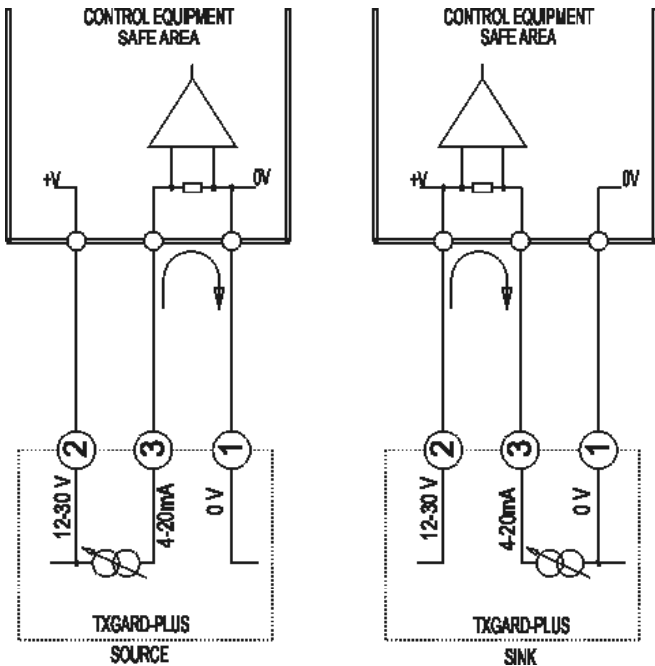 CONTROL EQUIPMENT
SAFE AREA
+V
0V
2
3
1
12-30 V
4-20mA
0 V
TXGARD-PLUS
SOURCE
CONTROL EQUIPMENT
SAFE AREA
+V
0V
2
3
1
12-30 V
4-20mA
0 V
TXGARD-PLUS
SINK